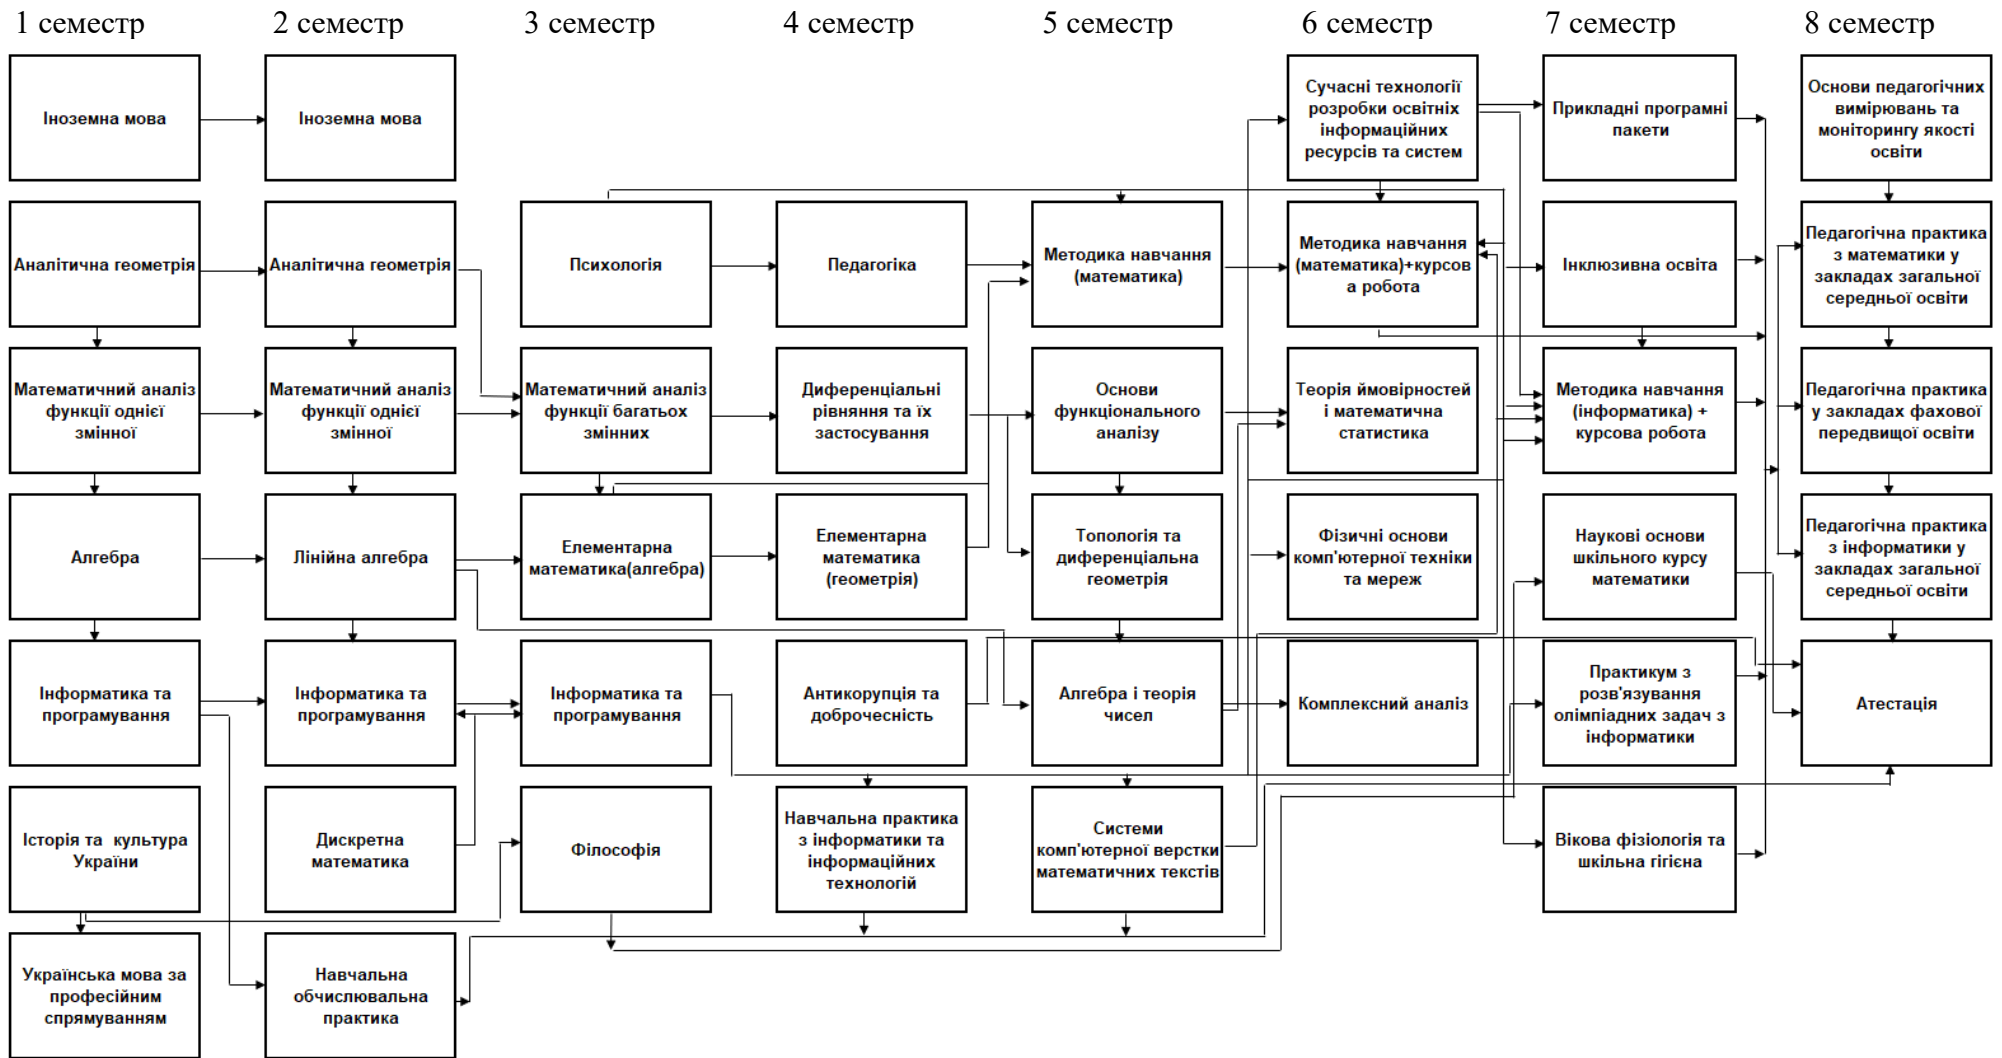 1 семестр
2 семестр
3 семестр
4 семестр
5 семестр
6 семестр
7 семестр
8 семестр
Іноземна мова
Іноземна мова
Сучасні технології
розробки освітніх
інформаційних
ресурсів та систем
Прикладні програмні
пакети
Основи педагогічних
вимірювань та
моніторингу якості
освіти
Аналітична геометрія
Аналітична геометрія
Психологія
Педагогіка
Методика навчання
(математика)
Методика навчання
(математика)+курсов
а робота
Інклюзивна освіта
Педагогічна практика
з математики у
закладах загальної
середньої освіти
Математичний аналіз
функції однієї
змінної
Математичний аналіз
функції однієї
змінної
Математичний аналіз
функції багатьох
змінних
Диференціальні
рівняння та їх
застосування
Основи
функціонального
аналізу
Теорія ймовірностей
і математична
статистика
Методика навчання
(інформатика) +
курсова робота
Педагогічна практика
у закладах фахової
передвищої освіти
Алгебра
Лінійна алгебра
Елементарна
математика(алгебра)
Елементарна
математика
(геометрія)
Топологія та
диференціальна
геометрія
Фізичні основи
комп'ютерної техніки
та мереж
Наукові основи
шкільного курсу
математики
Педагогічна практика
з інформатики у
закладах загальної
середньої освіти
Інформатика та
програмування
Інформатика та
програмування
Інформатика та
програмування
Антикорупція та
доброчесність
Алгебра і теорія
чисел
Комплексний аналіз
Практикум з
розв'язування
олімпіадних задач з
інформатики
Атестація
Історія та культура
України
Дискретна
математика
Філософія
Навчальна практика
з інформатики та
інформаційних
технологій
Системи
комп'ютерної верстки
математичних текстів
Вікова фізіологія та
шкільна гігієна
Українська мова за
професійним
спрямуванням
Навчальна
обчислювальна
практика